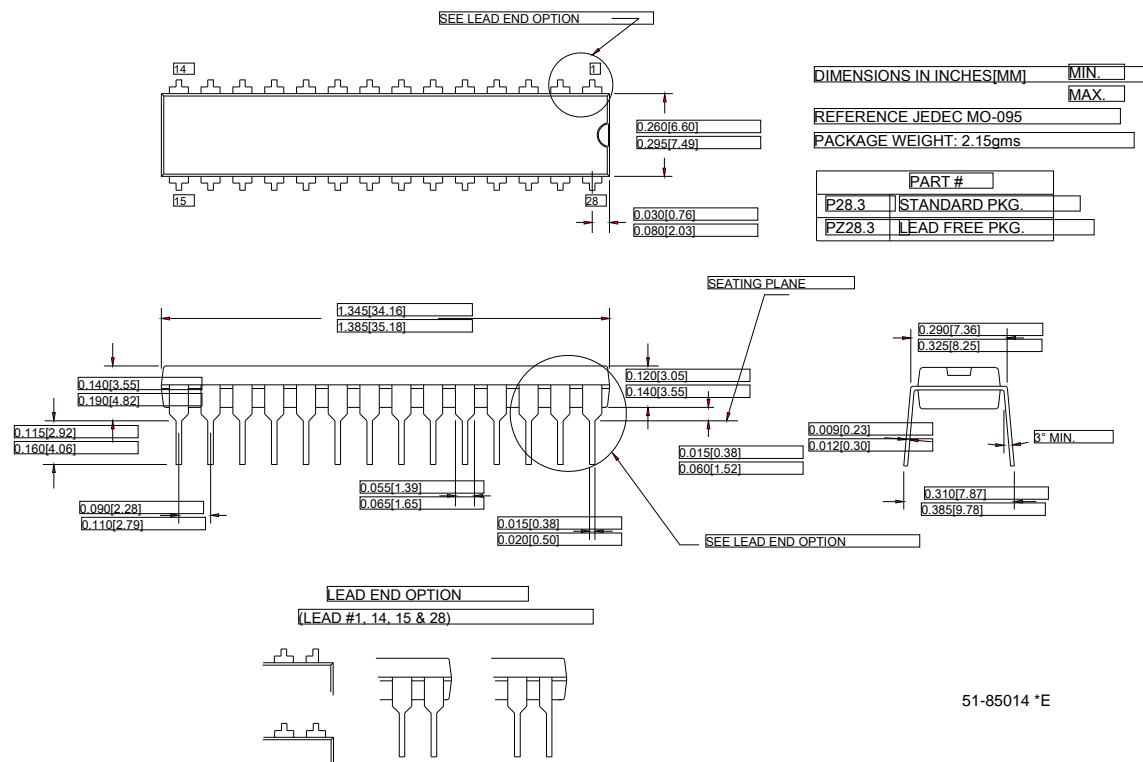 SEE LEAD END OPTION
14
1
DIMENSIONS IN INCHES[MM]
MIN.
MAX.
0.260[6.60]
0.295[7.49]
REFERENCE JEDEC MO-095
PACKAGE WEIGHT: 2.15gms
PART #
P28.3
STANDARD PKG.
PZ28.3
LEAD FREE PKG.
15
28
0.030[0.76]
0.080[2.03]
SEATING PLANE
1.345[34.16]
1.385[35.18]
0.290[7.36]
0.325[8.25]
0.140[3.55]
0.190[4.82]
0.120[3.05]
0.140[3.55]
0.115[2.92]
0.160[4.06]
0.015[0.38]
0.060[1.52]
0.009[0.23]
0.012[0.30]
3° MIN.
0.055[1.39]
0.065[1.65]
0.090[2.28]
0.110[2.79]
0.015[0.38]
0.020[0.50]
0.310[7.87]
0.385[9.78]
SEE LEAD END OPTION
LEAD END OPTION
(LEAD #1, 14, 15 & 28)
51-85014 *E